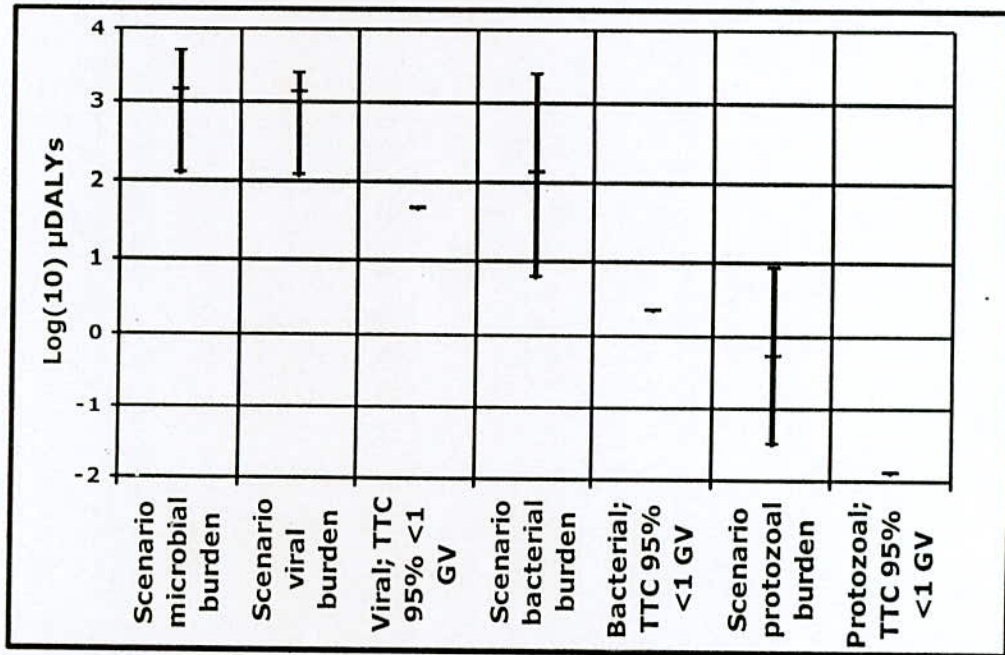 Log(10) µDALYs
4
3
2
1
0
-1
-2
Scenario
microbial
burden
Scenario
viral
burden
Viral; TTC
95% <1
GV
Scenario
bacterial
burden
Bacterial;
TTC 95%
<1 GV
Scenario
protozoal
burden
Protozoal;
TTC 95%
<1 GV